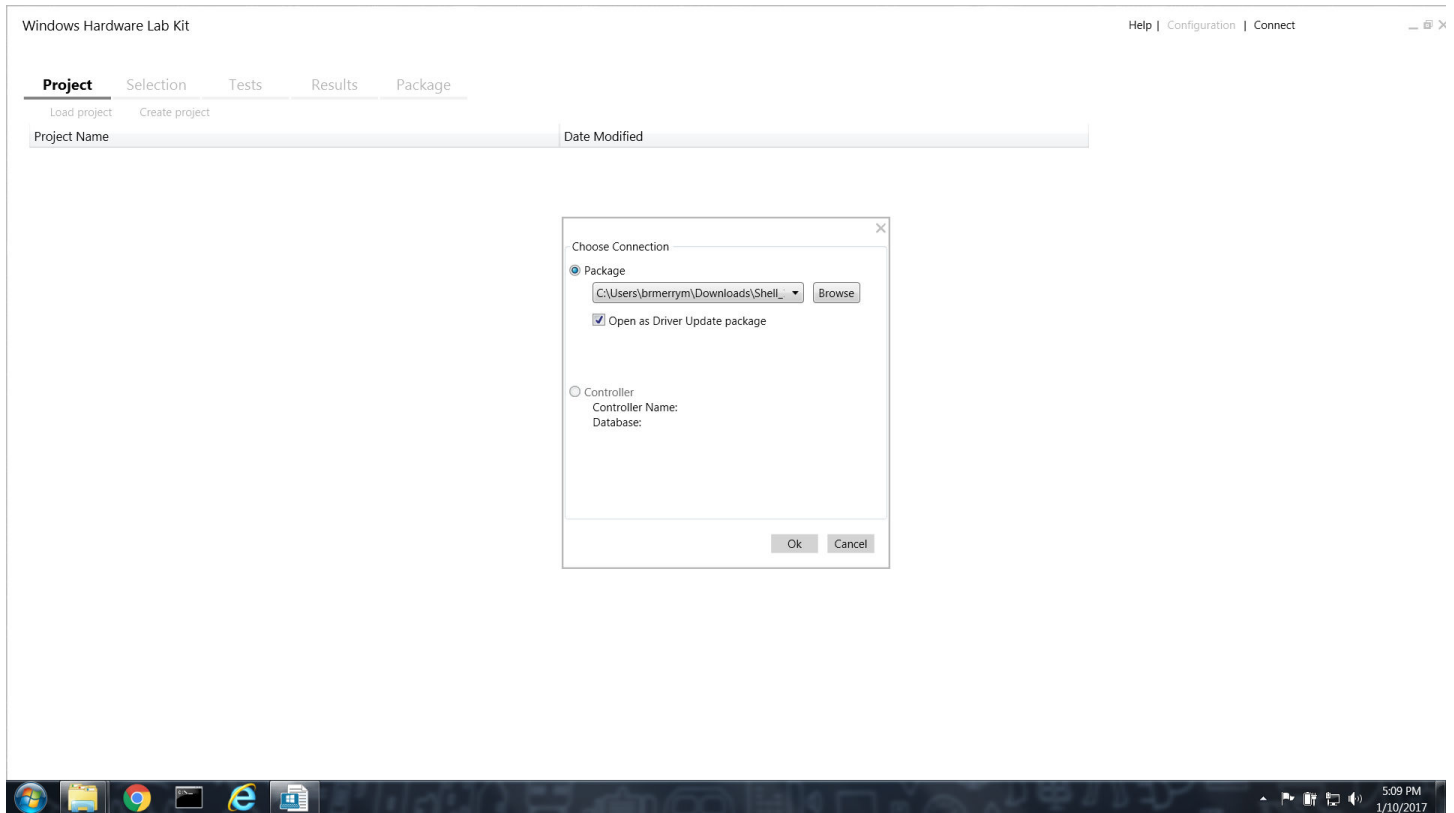 Windows Hardware Lab Kit
Help | Configuration | Connect
Project Selection Tests Results Package
Load project Create project
Project Name Date Modified
Choose Connection
Package
C:\Users\brmerrym\Downloads\Shell_ Browse
Open as Driver Update package
Controller
Controller Name:
Database:
Ok Cancel
5:09 PM
1/10/2017